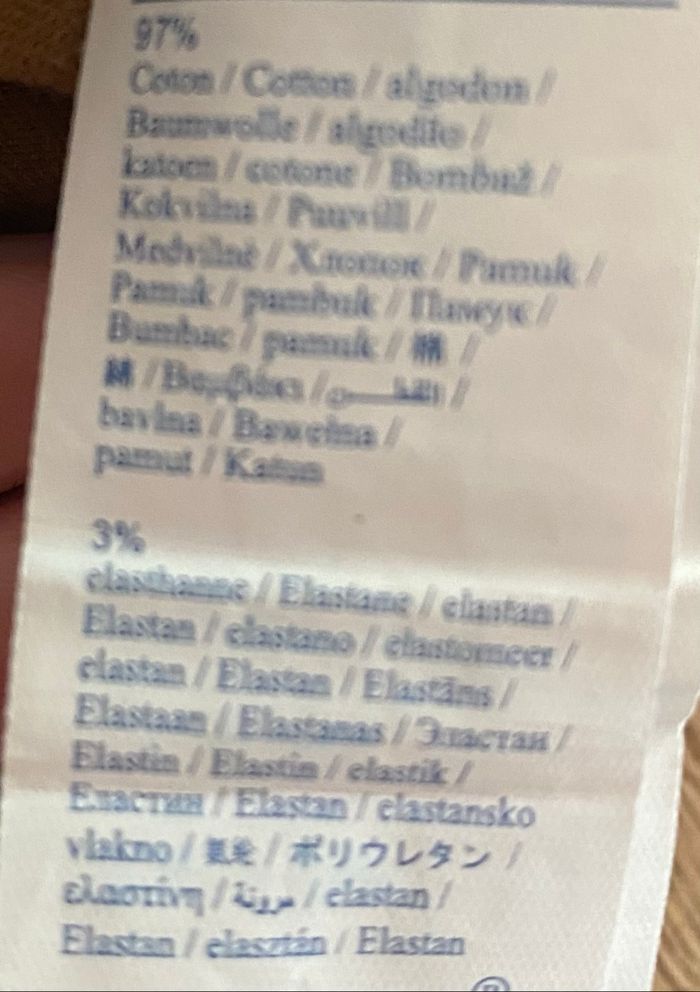 97%
Coton / Cotton / algodon /
Baumwolle / algodão /
katoen / cotone / Bombaž /
Kokvilna / Puuvill /
Medvilnė / Хлопок / Pamuk /
Pamuk / pambuk / Памук /
Bumbac / pamuk / 棉 /
綿 / Βαμβάκι / القطن /
bavlna / Bawełna /
pamut / Katun
3%
elasthanne / Elastane / elastan /
Elastan / elastano / elastomeer /
elastan / Elastan / Elastāns /
Elastaan / Elastanas / Эластан /
Elastin / Elastin / elastik /
Еластин / Elastan / elastansko
vlakno / / ポリウレタン /
ελαστίνη / مرونة / elastan /
Elastan / elasztán / Elastan